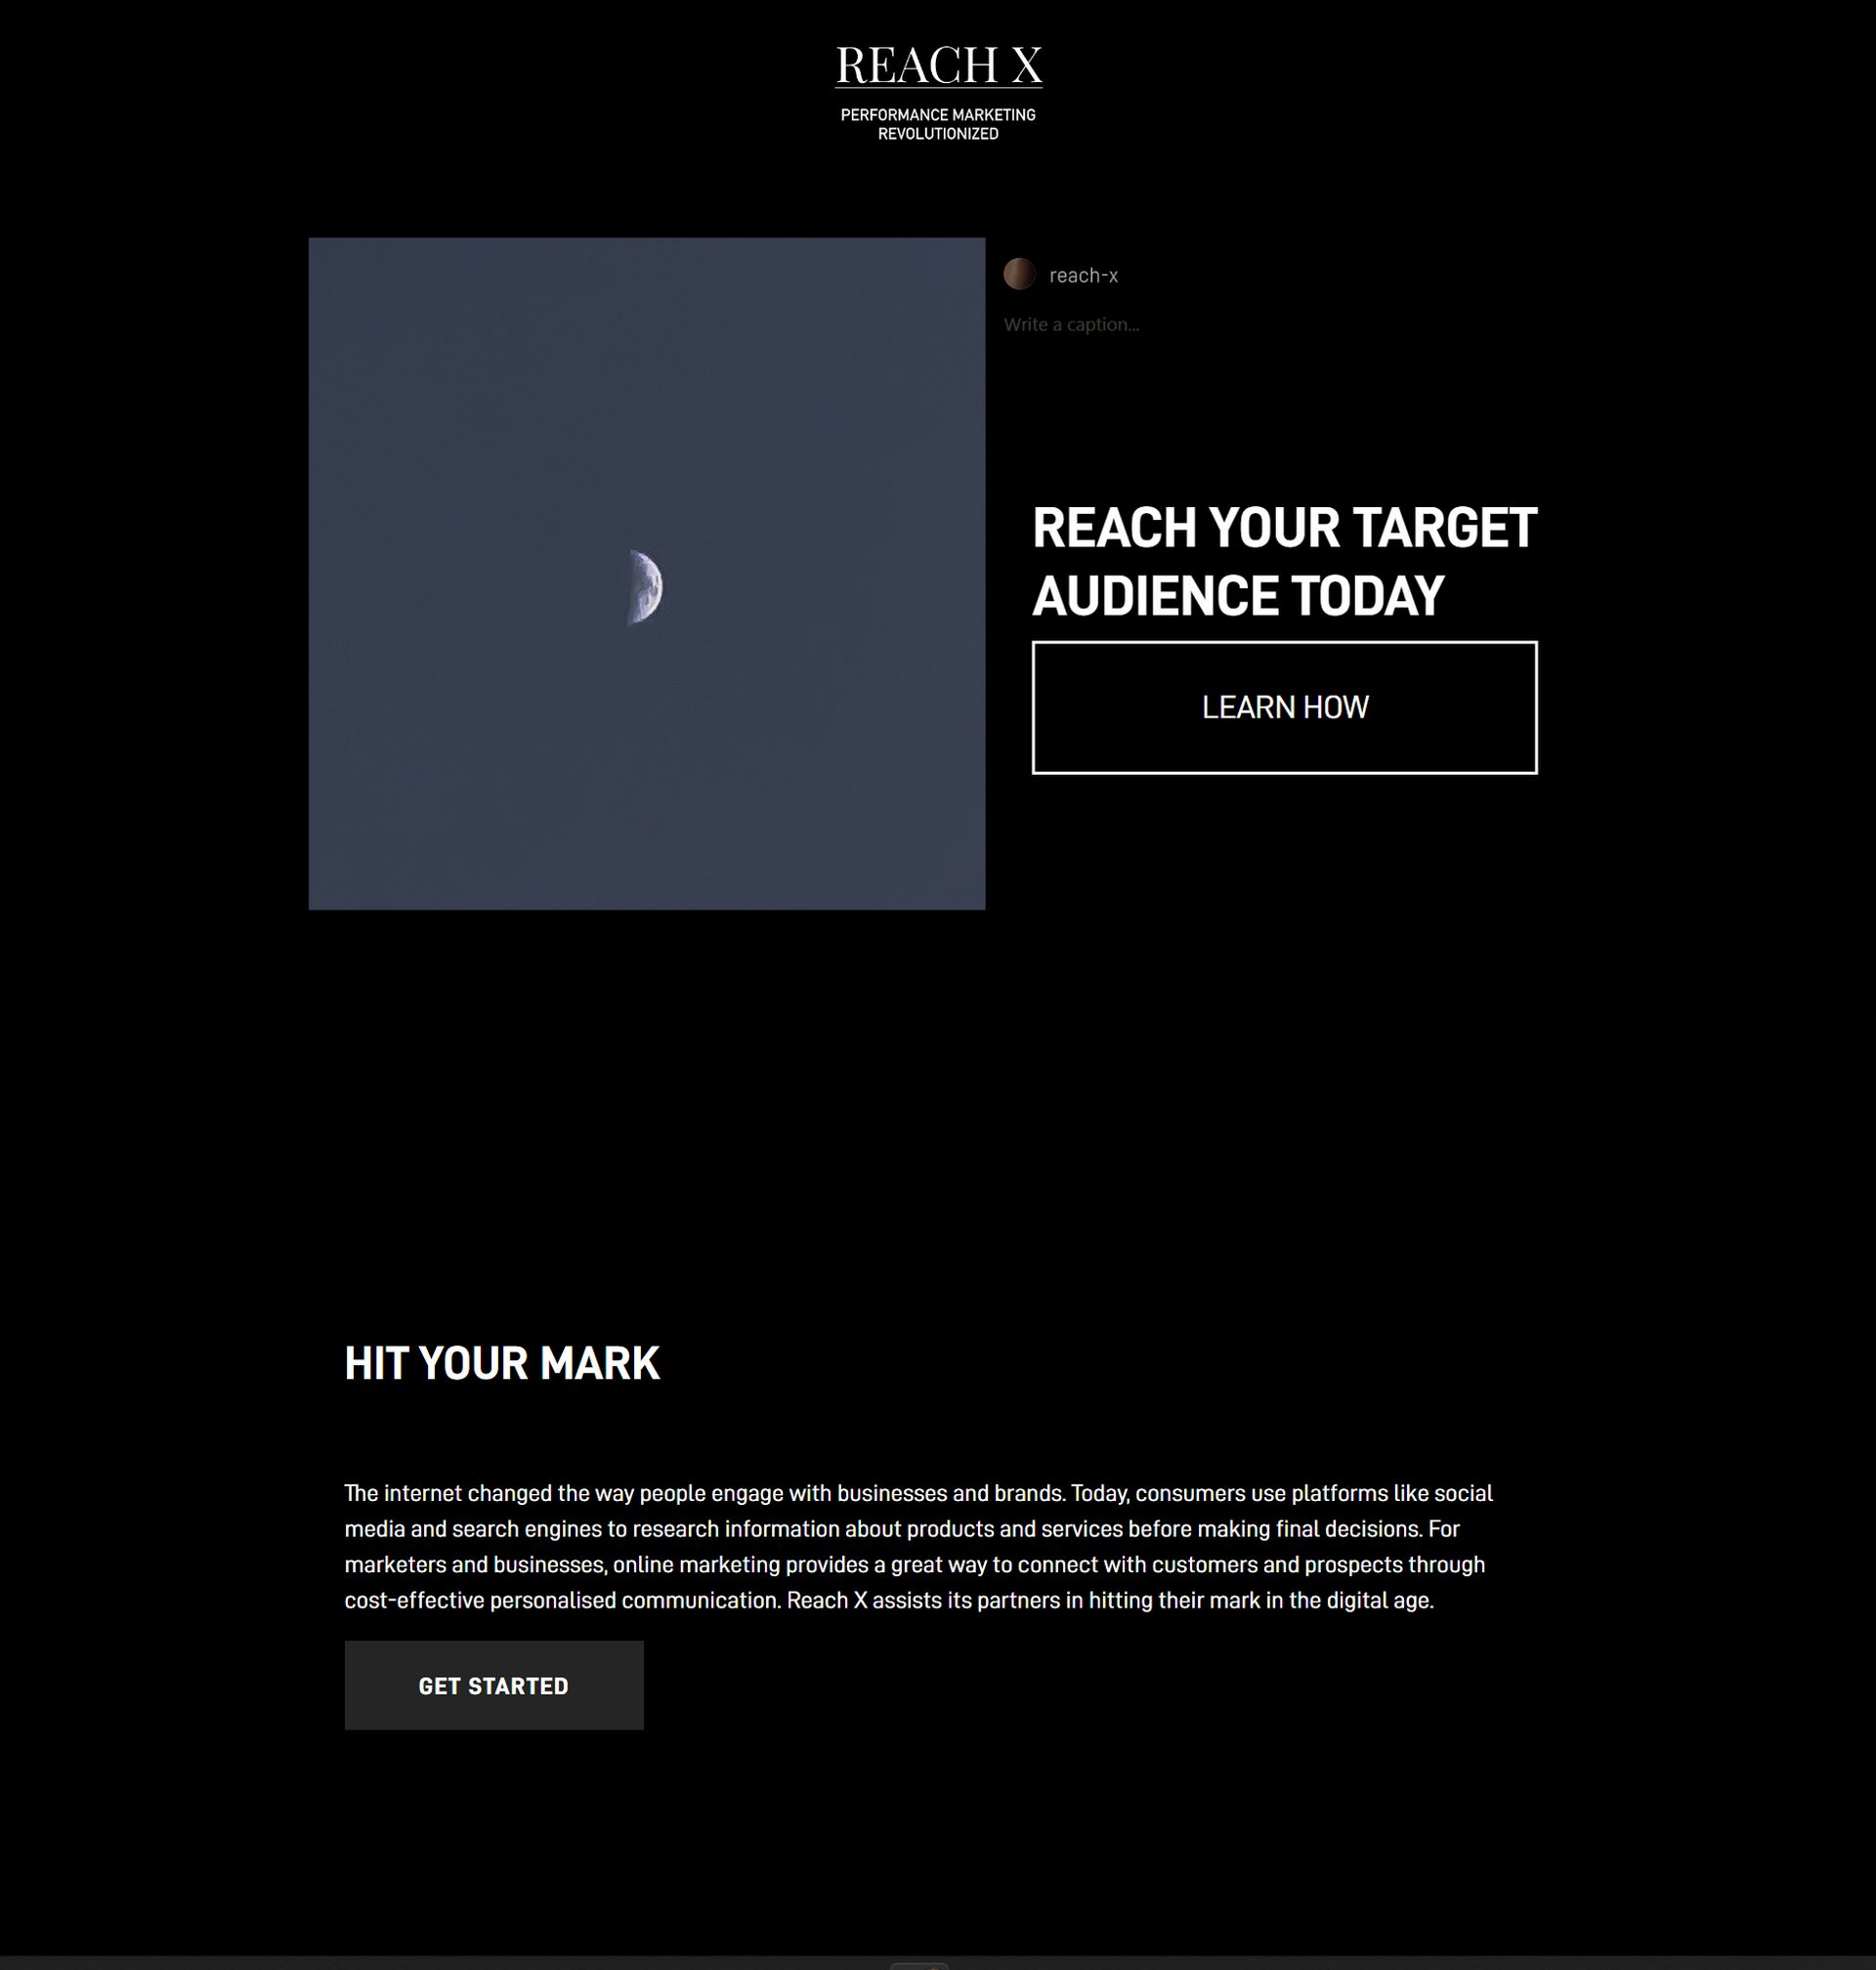 REACH X
PERFORMANCE MARKETING
REVOLUTIONIZED
reach-x
Write a caption...
REACH YOUR TARGET
AUDIENCE TODAY
LEARN HOW
HIT YOUR MARK
The internet changed the way people engage with businesses and brands. Today, consumers use platforms like social
media and search engines to research information about products and services before making final decisions. For
marketers and businesses, online marketing provides a great way to connect with customers and prospects through
cost-effective personalised communication. Reach X assists its partners in hitting their mark in the digital age.
GET STARTED